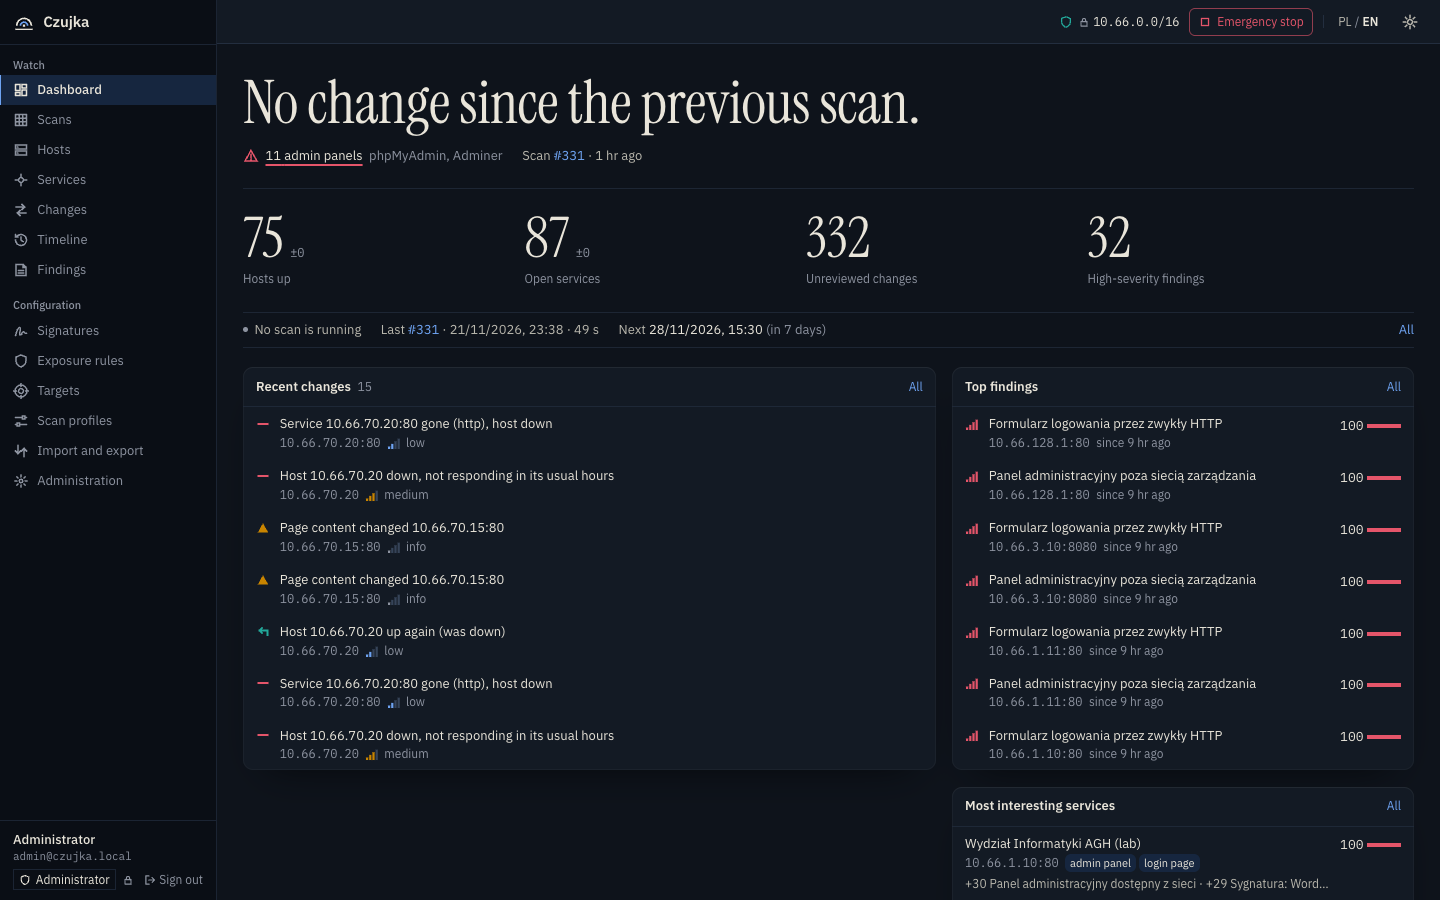 Czujka
10.66.0.0/16
Emergency stop
PL / EN
Watch
Dashboard
Scans
Hosts
Services
Changes
Timeline
Findings
Configuration
Signatures
Exposure rules
Targets
Scan profiles
Import and export
Administration
Administrator
admin@czujka.local
Administrator
Sign out
No change since the previous scan.
11 admin panels phpMyAdmin, Adminer Scan #331 · 1 hr ago
75 ±0
Hosts up
87 ±0
Open services
332
Unreviewed changes
32
High-severity findings
No scan is running Last #331 · 21/11/2026, 23:38 · 49 s Next 28/11/2026, 15:30 (in 7 days) All
Recent changes 15 All
Service 10.66.70.20:80 gone (http), host down
10.66.70.20:80 low
Host 10.66.70.20 down, not responding in its usual hours
10.66.70.20 medium
Page content changed 10.66.70.15:80
10.66.70.15:80 info
Page content changed 10.66.70.15:80
10.66.70.15:80 info
Host 10.66.70.20 up again (was down)
10.66.70.20 low
Service 10.66.70.20:80 gone (http), host down
10.66.70.20:80 low
Host 10.66.70.20 down, not responding in its usual hours
10.66.70.20 medium
Top findings All
Formularz logowania przez zwykły HTTP 100
10.66.128.1:80 since 9 hr ago
Panel administracyjny poza siecią zarządzania 100
10.66.128.1:80 since 9 hr ago
Formularz logowania przez zwykły HTTP 100
10.66.3.10:8080 since 9 hr ago
Panel administracyjny poza siecią zarządzania 100
10.66.3.10:8080 since 9 hr ago
Formularz logowania przez zwykły HTTP 100
10.66.1.11:80 since 9 hr ago
Panel administracyjny poza siecią zarządzania 100
10.66.1.11:80 since 9 hr ago
Formularz logowania przez zwykły HTTP 100
10.66.1.10:80 since 9 hr ago
Most interesting services All
Wydział Informatyki AGH (lab) 100
10.66.1.10:80 admin panel login page
+30 Panel administracyjny dostępny z sieci · +29 Sygnatura: Word…